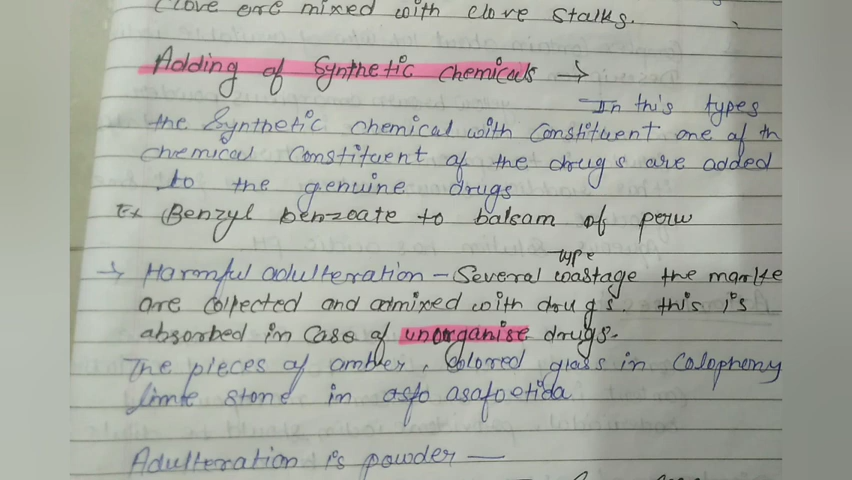 Clove are mixed with clove stalks.
Adding of Synthetic chemicals →
In this types
the Synthetic chemical with constituent one of th
chemical constituent of the drugs are added
to the genuine drugs
Ex Benzyl benzoate to balsam of peru
type
→ Harmful adulteration - Several wastage the markte
are collected and admixed with drugs. this is
absorbed in case of unorganise drugs.
The pieces of amber, colored glass in Colophony
lime stone in asfo asafoetida
Adulteration is powder —